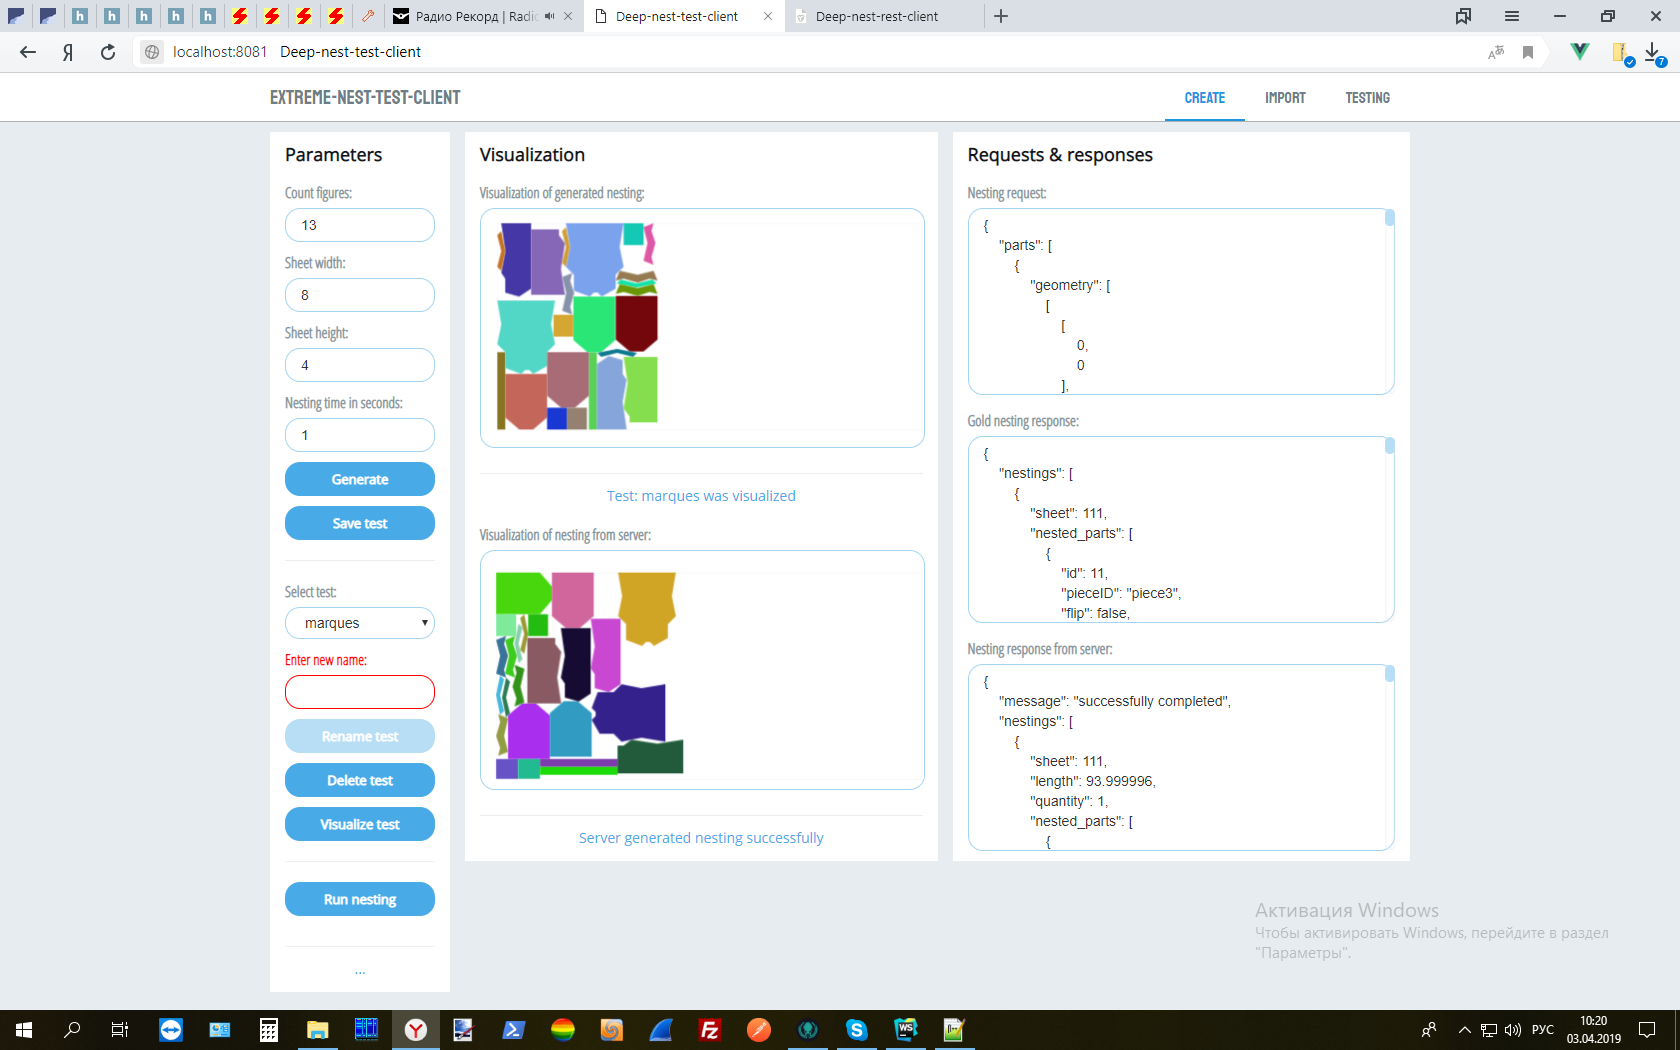 Радио Рекорд | Radio
Deep-nest-test-client
Deep-nest-rest-client
localhost:8081 Deep-nest-test-client
EXTREME-NEST-TEST-CLIENT
CREATE
IMPORT
TESTING
Parameters
Count figures:
13
Sheet width:
8
Sheet height:
4
Nesting time in seconds:
1
Generate
Save test
Select test:
marques
Enter new name:
Rename test
Delete test
Visualize test
Run nesting
...
Visualization
Visualization of generated nesting:
Test: marques was visualized
Visualization of nesting from server:
Server generated nesting successfully
Requests & responses
Nesting request:
{
"parts": [
{
"geometry": [
[
[
0,
0
],
Gold nesting response:
{
"nestings": [
{
"sheet": 111,
"nested_parts": [
{
"id": 11,
"pieceID": "piece3",
"flip": false,
Nesting response from server:
{
"message": "successfully completed",
"nestings": [
{
"sheet": 111,
"length": 93.999996,
"quantity": 1,
"nested_parts": [
{
Активация Windows
Чтобы активировать Windows, перейдите в раздел
"Параметры".
РУС
10:20
03.04.2019